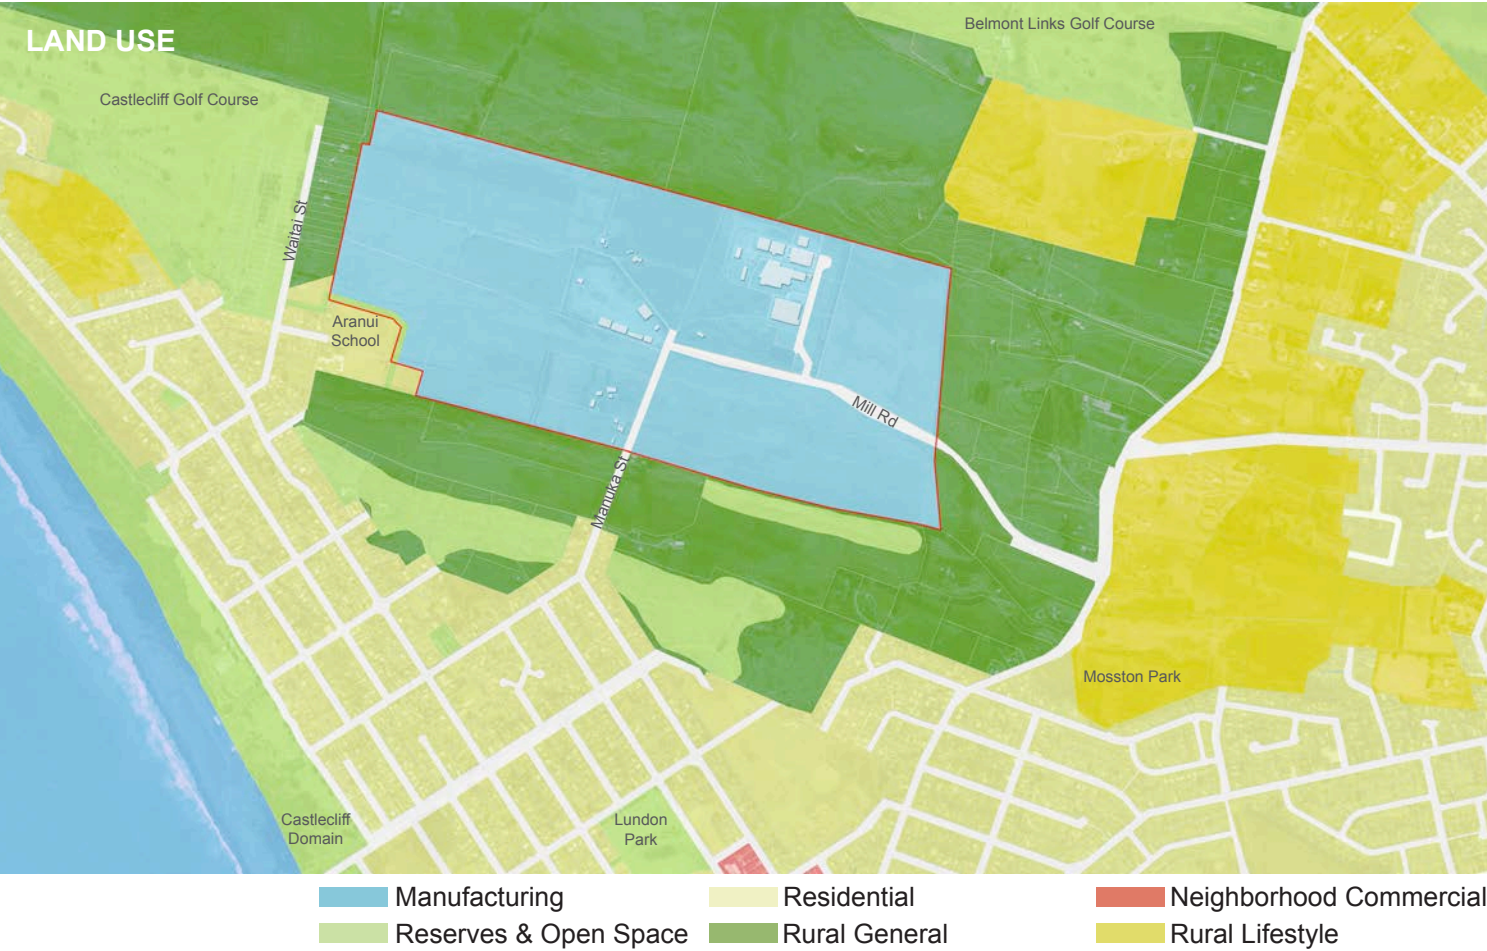 LAND USE
Belmont Links Golf Course
Castlecliff Golf Course
Waitai St
Aranui
School
Mill Rd
Manuka St
Mosston Park
Castlecliff
Domain
Lundon
Park
Manufacturing
Residential
Neighborhood Commercial
Reserves & Open Space
Rural General
Rural Lifestyle